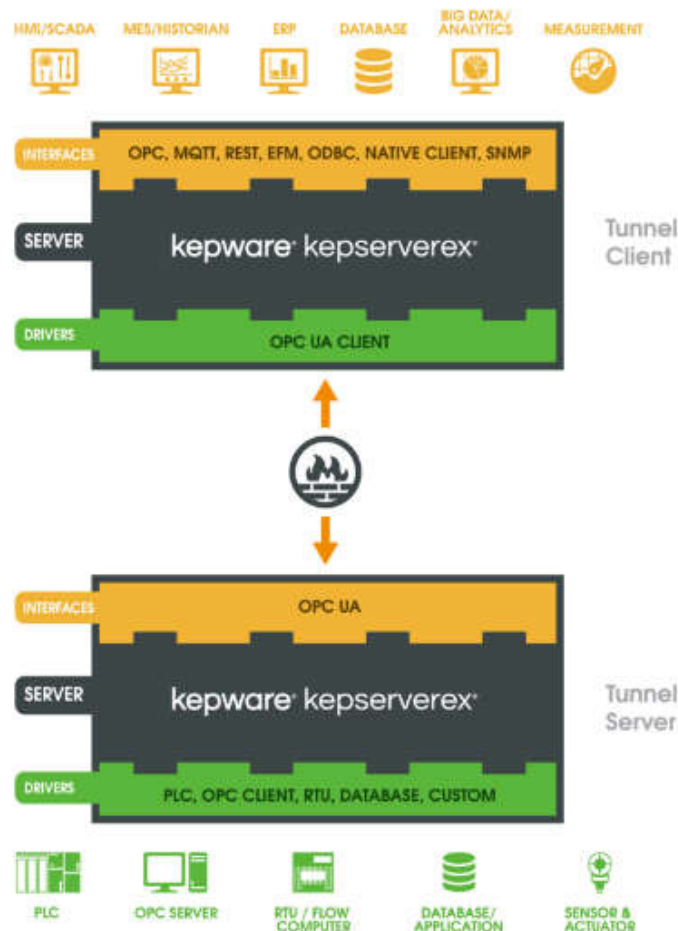 HMI/SCADA
MES/HISTORIAN
ERP
DATABASE
BIG DATA/
ANALYTICS
MEASUREMENT
INTERFACES
OPC, MQTT, REST, EFM, ODBC, NATIVE CLIENT, SNMP
SERVER
kepware® kepserverex®
Tunnel
Client
DRIVERS
OPC UA CLIENT
INTERFACES
OPC UA
SERVER
kepware® kepserverex®
Tunnel
Server
DRIVERS
PLC, OPC CLIENT, RTU, DATABASE, CUSTOM
PLC
OPC SERVER
RTU / FLOW
COMPUTER
DATABASE/
APPLICATION
SENSOR &
ACTUATOR